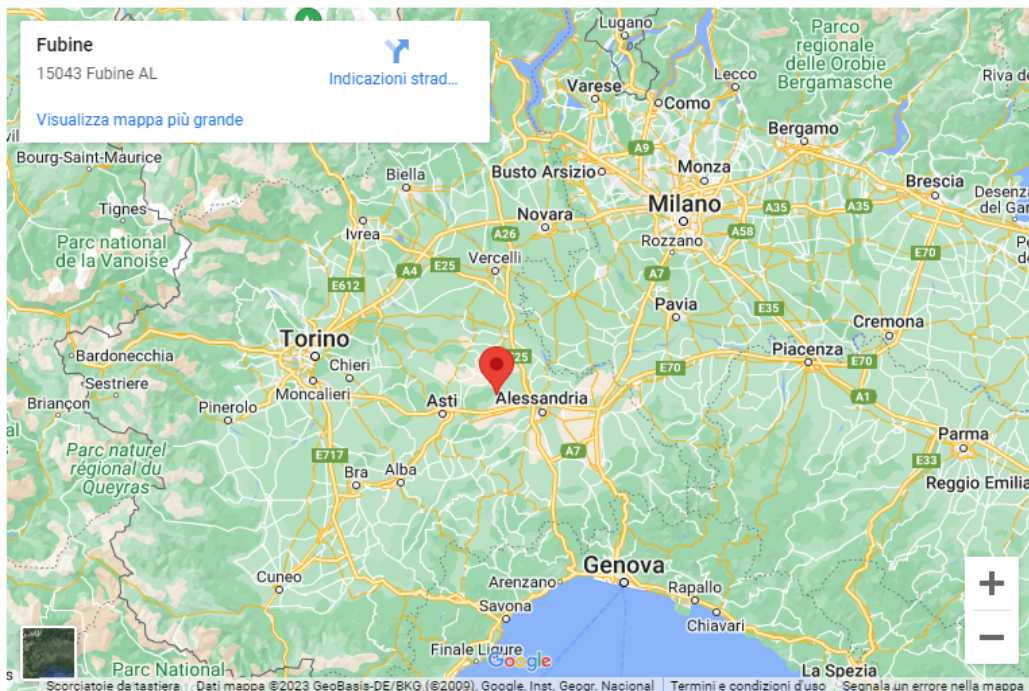 Fubine
15043 Fubine AL
Indicazioni strad...
Visualizza mappa più grande
Lugano
Parco
regionale
delle Orobie
Bergamasche
Lecco
Riva de
Varese
Como
Bergamo
A9
Monza
Bourg-Saint-Maurice
Biella
Busto Arsizio
Brescia
Desenza
del Gar
Tignes
Milano
A35
A35
Novara
Ivrea
A26
Rozzano
A58
Parc national
de la Vanoise
Vercelli
E70
A4
E25
A7
E612
Pavia
E35
Cremona
Torino
Bardonecchia
Chieri
E25
Piacenza
E70
E70
Sestriere
Moncalieri
Briançon
Asti
Alessandria
A1
Pinerolo
Parma
Parc naturel
régional du
Queyras
E717
A7
E33
Bra
Alba
Reggio Emilia
Genova
Cuneo
Arenzano
Rapallo
Savona
Chiavari
Finale Ligure
Google
Parc National
La Spezia
Scorciatoie da tastiera
Dati mappa ©2023 GeoBasis-DE/BKG (©2009), Google, Inst. Geogr. Nacional
Termini e condizioni d'uso
Segnala un errore nella mappa